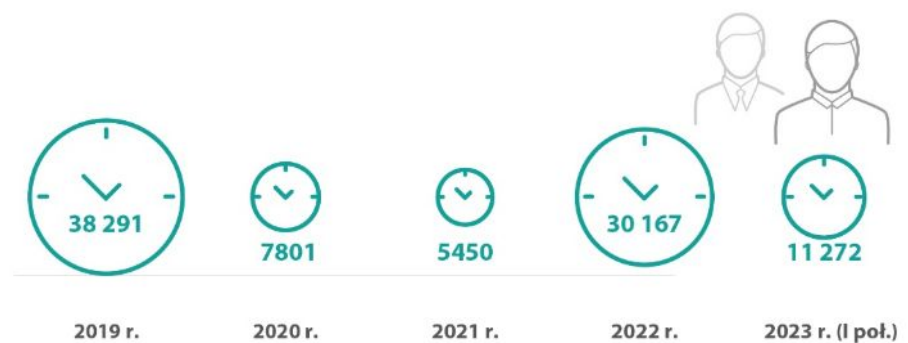 38 291
7801
5450
30 167
11 272
2019 r.
2020 r.
2021 r.
2022 r.
2023 r. (I poł.)